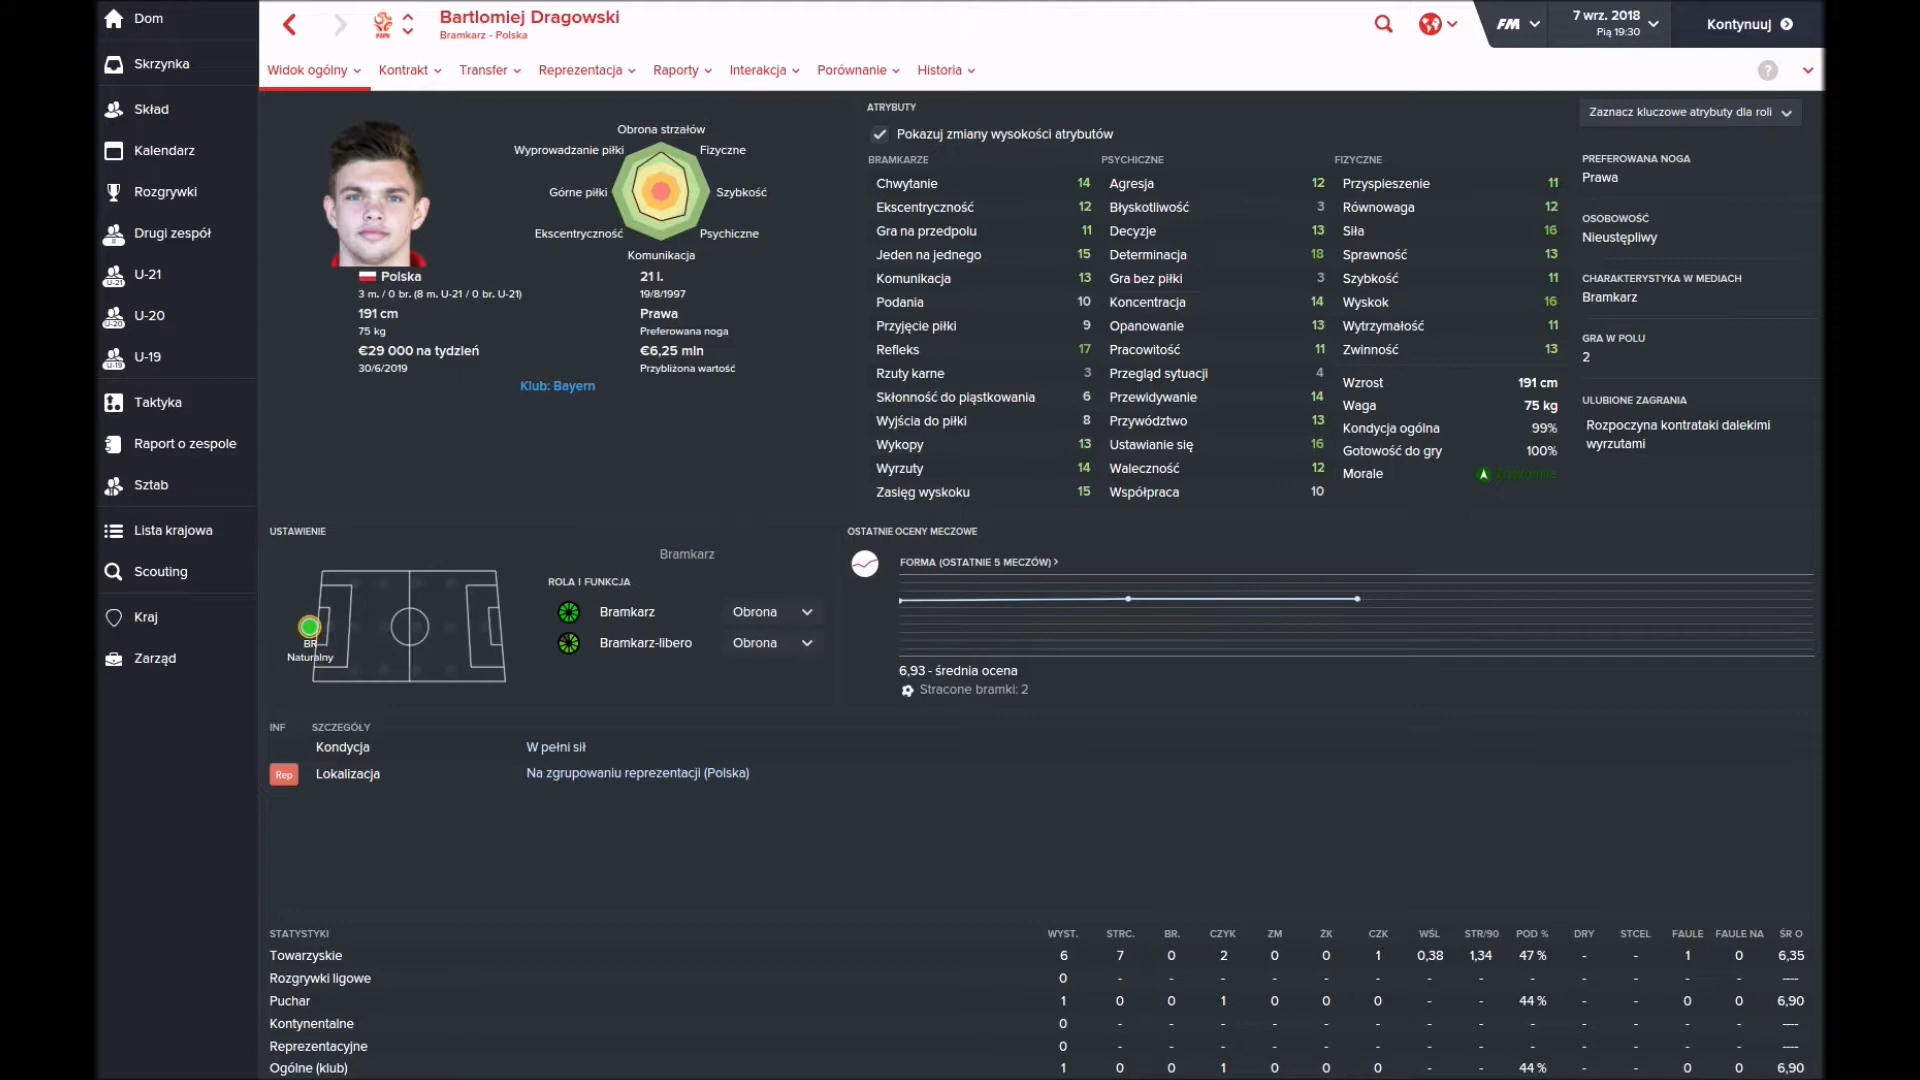 Dom
Skrzynka
Skład
Kalendarz
Rozgrywki
Drugi zespół
U-21
U-21
U-20
U-20
U-19
U-19
Taktyka
Raport o zespole
Sztab
Lista krajowa
Scouting
Kraj
Zarząd
Bartlomiej Dragowski
Bramkarz - Polska
FM
7 wrz. 2018
Pią 19:30
Kontynuuj
Widok ogólny
Kontrakt
Transfer
Reprezentacja
Raporty
Interakcja
Porównanie
Historia
?
Obrona strzałów
Wyprowadzanie piłki
Fizyczne
Górne piłki
Szybkość
Ekscentryczność
Psychiczne
Komunikacja
Polska
3 m. / 0 br. (8 m. U-21 / 0 br. U-21)
191 cm
75 kg
€29 000 na tydzień
30/6/2019
21 l.
19/8/1997
Prawa
Preferowana noga
€6,25 mln
Przybliżona wartość
Klub: Bayern
ATRYBUTY
Pokazuj zmiany wysokości atrybutów
Zaznacz kluczowe atrybuty dla roli
BRAMKARZE
Chwytanie 14
Ekscentryczność 12
Gra na przedpolu 11
Jeden na jednego 15
Komunikacja 13
Podania 10
Przyjęcie piłki 9
Refleks 17
Rzuty karne 3
Skłonność do piąstkowania 6
Wyjścia do piłki 8
Wykopy 13
Wyrzuty 14
Zasięg wyskoku 15
PSYCHICZNE
Agresja 12
Błyskotliwość 3
Decyzje 13
Determinacja 18
Gra bez piłki 3
Koncentracja 14
Opanowanie 13
Pracowitość 11
Przegląd sytuacji 4
Przewidywanie 14
Przywództwo 13
Ustawianie się 16
Waleczność 12
Współpraca 10
FIZYCZNE
Przyspieszenie 11
Równowaga 12
Siła 16
Sprawność 13
Szybkość 11
Wyskok 16
Wytrzymałość 11
Zwinność 13
Wzrost 191 cm
Waga 75 kg
Kondycja ogólna 99%
Gotowość do gry 100%
Morale
PREFEROWANA NOGA
Prawa
OSOBOWOŚĆ
Nieustępliwy
CHARAKTERYSTYKA W MEDIACH
Bramkarz
GRA W POLU
2
ULUBIONE ZAGRANIA
Rozpoczyna kontrataki dalekimi
wyrzutami
USTAWIENIE
Bramkarz
ROLA I FUNKCJA
Bramkarz Obrona
Bramkarz-libero Obrona
BR
Naturalny
OSTATNIE OCENY MECZOWE
FORMA (OSTATNIE 5 MECZÓW) >
6,93 - średnia ocena
Stracone bramki: 2
INF SZCZEGÓŁY
Kondycja W pełni sił
Rep Lokalizacja Na zgrupowaniu reprezentacji (Polska)
STATYSTYKI WYST. STRC. BR. CZYK ZM ŻK CZK WŚL STR/90 POD % DRY STCEL FAULE FAULE NA ŚR O
Towarzyskie 6 7 0 2 0 0 1 0,38 1,34 47 % - - 1 0 6,35
Rozgrywki ligowe 0 - - - - - - - - - - - - - ----
Puchar 1 0 0 1 0 0 0 - - 44 % - - 0 0 6,90
Kontynentalne 0 - - - - - - - - - - - - - ----
Reprezentacyjne 0 - - - - - - - - - - - - - ----
Ogólne (klub) 1 0 0 1 0 0 0 - - 44 % - - 0 0 6,90